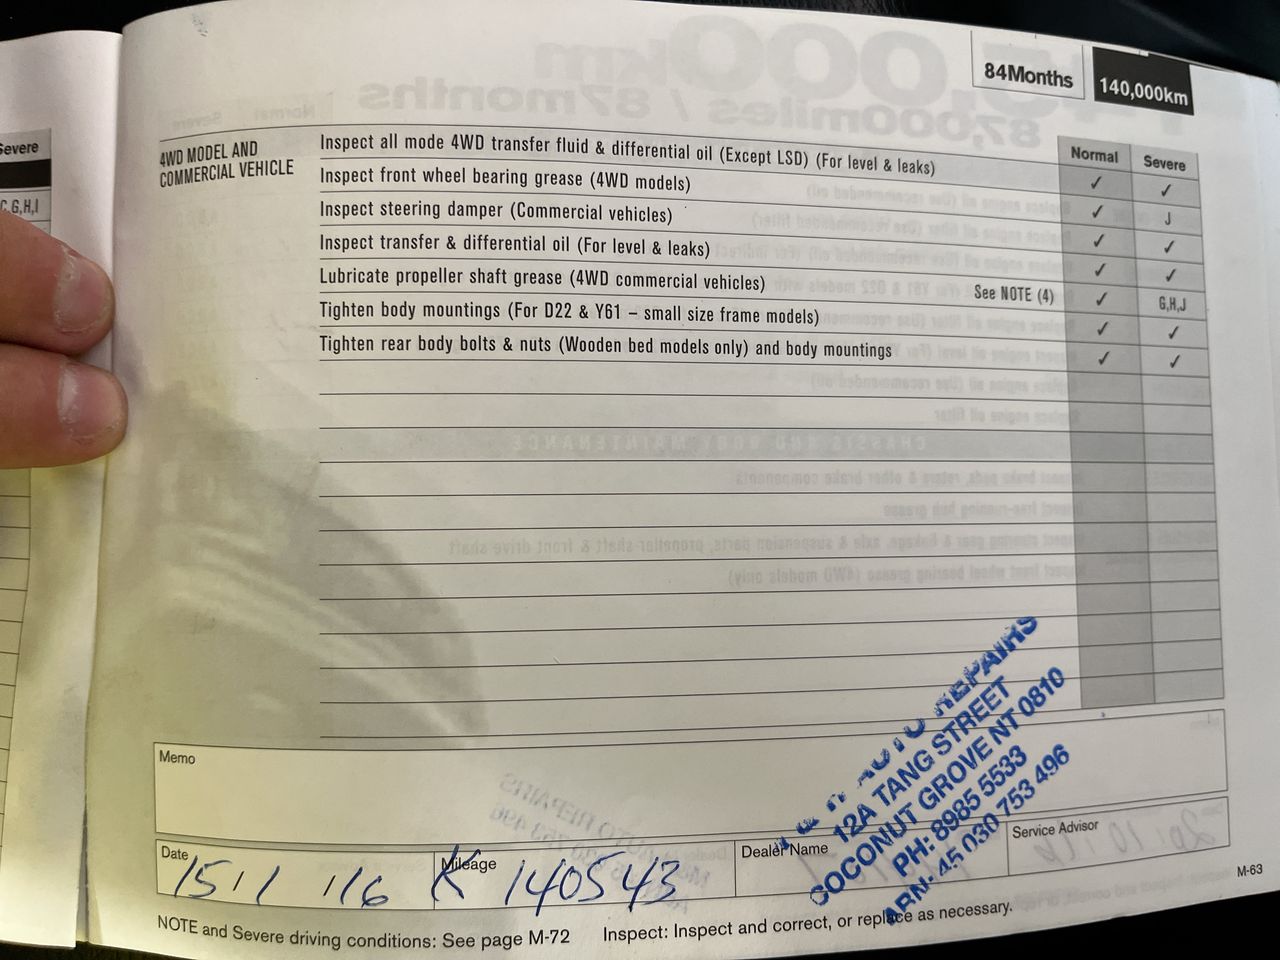 84Months 140,000km
Severe
C,G,H,I
Normal Severe
4WD MODEL AND
COMMERCIAL VEHICLE
Inspect all mode 4WD transfer fluid & differential oil (Except LSD) (For level & leaks) ✓ ✓
Inspect front wheel bearing grease (4WD models) ✓ J
Inspect steering damper (Commercial vehicles) ✓ ✓
Inspect transfer & differential oil (For level & leaks) ✓ ✓
Lubricate propeller shaft grease (4WD commercial vehicles) See NOTE (4) ✓ G,H,J
Tighten body mountings (For D22 & Y61 – small size frame models) ✓ ✓
Tighten rear body bolts & nuts (Wooden bed models only) and body mountings ✓ ✓
Memo
AUTO REPAIRS
12A TANG STREET
COCONUT GROVE NT 0810
PH: 8985 5533
45 030 753 496
Date 15/1/16
Mileage K 140543
Dealer Name
Service Advisor
M-63
NOTE and Severe driving conditions: See page M-72 Inspect: Inspect and correct, or replace as necessary.